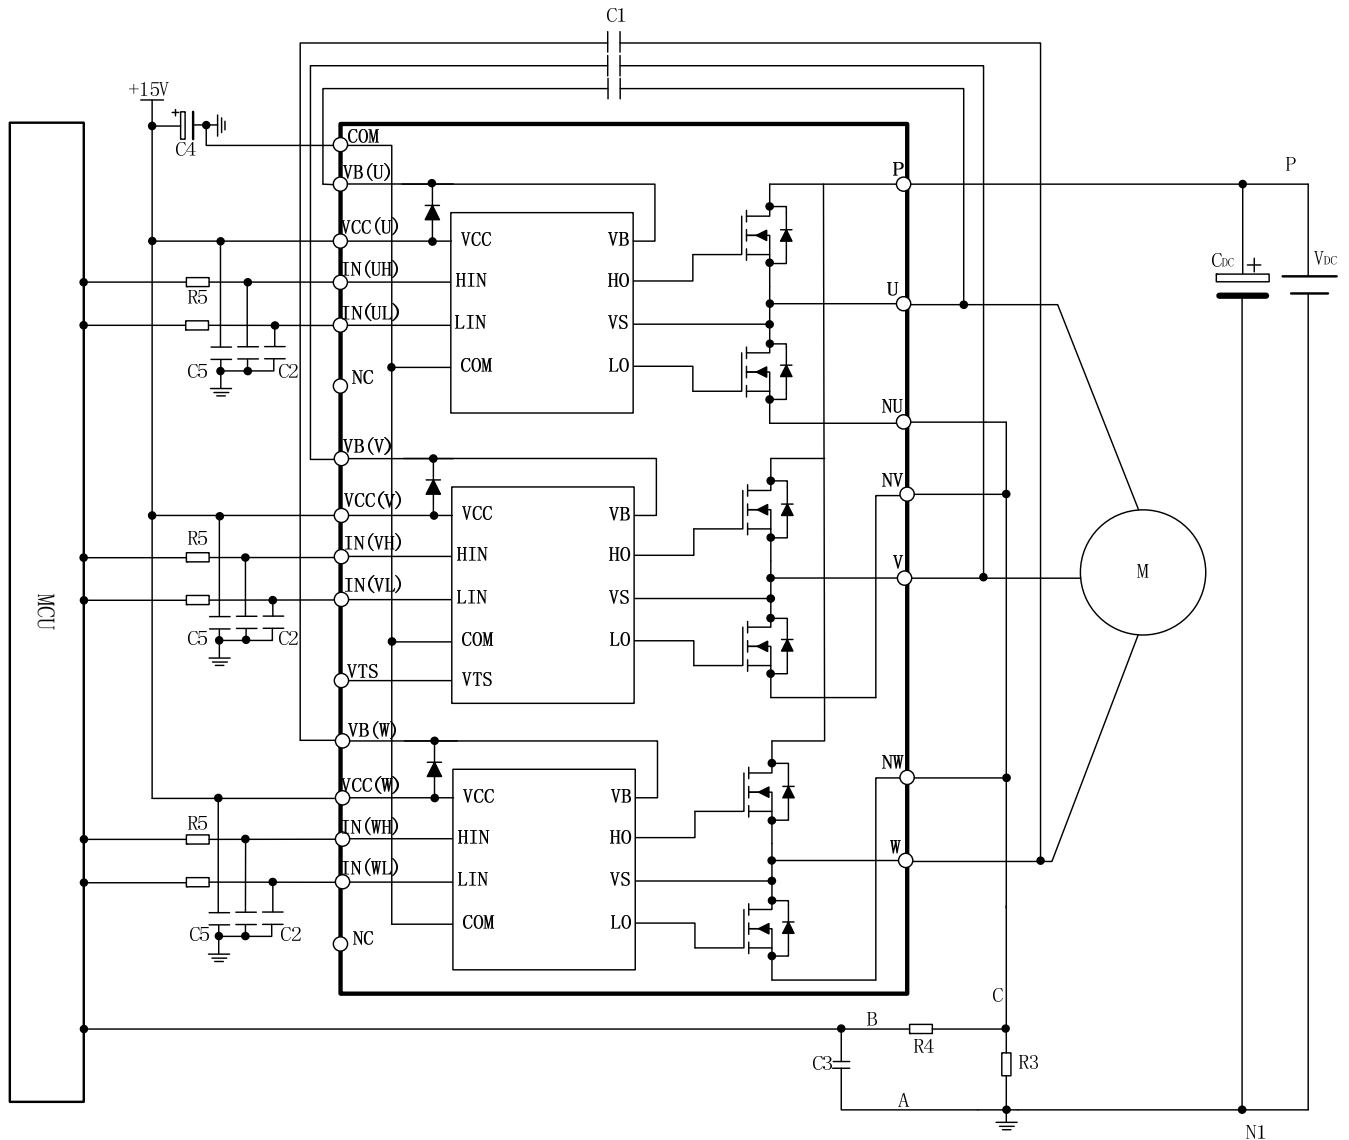 C1
+15V
+
C4
COM
VB(U)
P
P
VCC(U)
VCC
VB
CDC
+
VDC
IN(UH)
HIN
HO
R5
U
IN(UL)
LIN
VS
COM
LO
C5
C2
NC
NU
VB(V)
NV
VCC(V)
VCC
VB
R5
IN(VH)
HIN
HO
V
M
IN(VL)
LIN
VS
MCU
C5
C2
COM
LO
VTS
VTS
VB(W)
NW
VCC(W)
VCC
VB
R5
IN(WH)
HIN
HO
W
IN(WL)
LIN
VS
COM
LO
C5
C2
NC
C
B
R4
C3
R3
A
N1